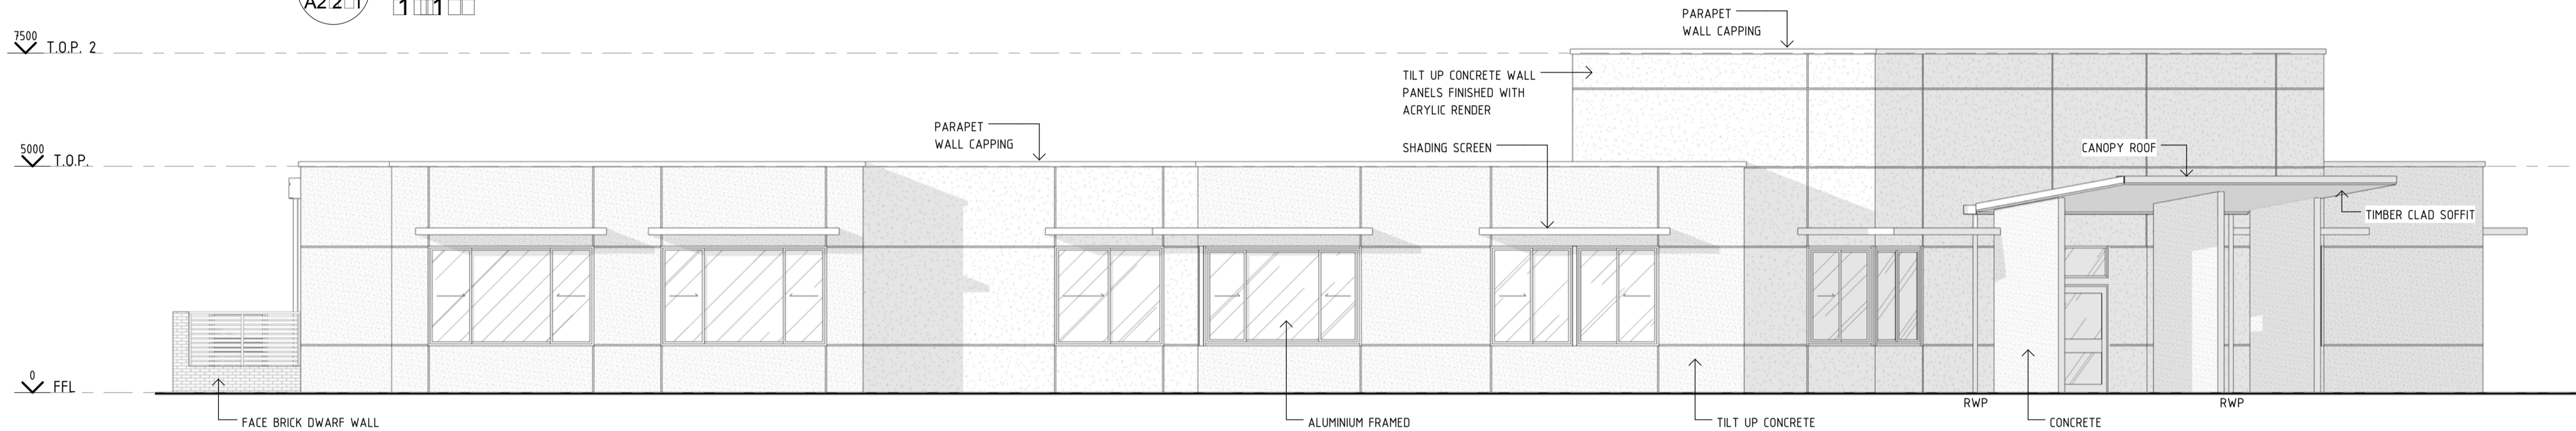 7500
T.O.P. 2
5000
T.O.P.
0
FFL
PARAPET
WALL CAPPING
TILT UP CONCRETE WALL
PANELS FINISHED WITH
ACRYLIC RENDER
PARAPET
WALL CAPPING
SHADING SCREEN
CANOPY ROOF
TIMBER CLAD SOFFIT
RWP
RWP
FACE BRICK DWARF WALL
ALUMINIUM FRAMED
TILT UP CONCRETE
CONCRETE